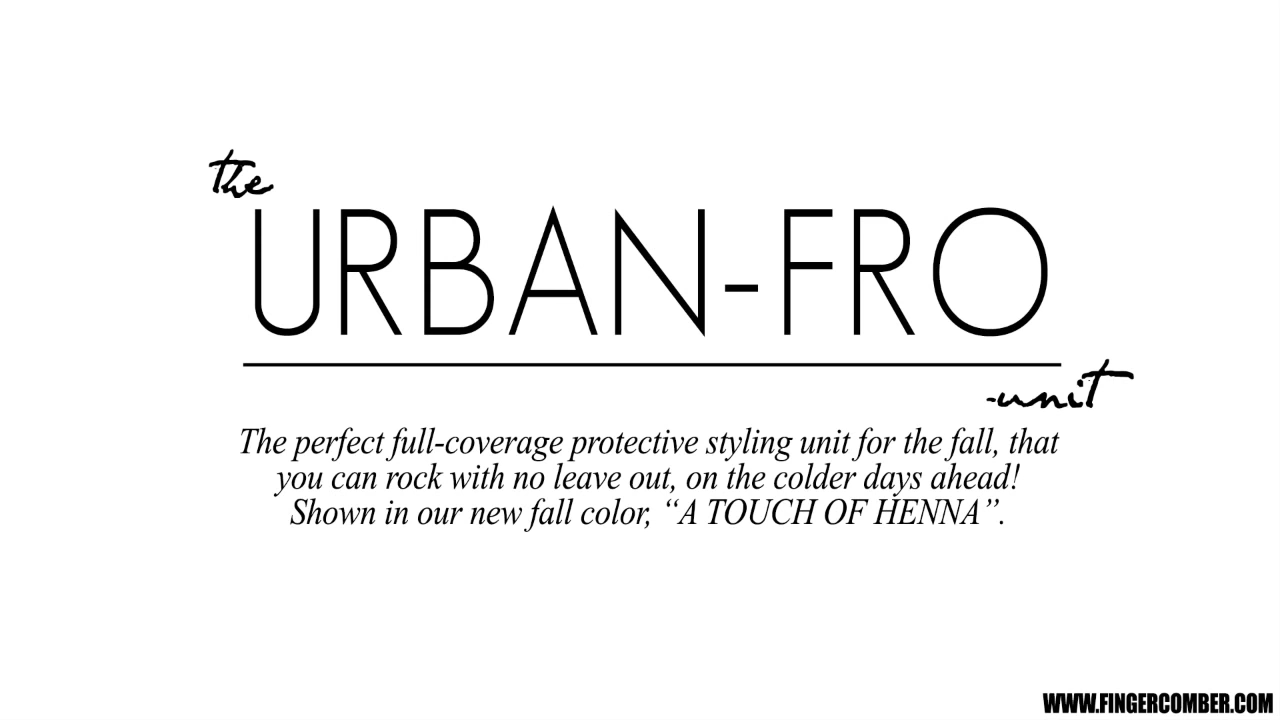 the
URBAN-FRO
-unit
The perfect full-coverage protective styling unit for the fall, that
you can rock with no leave out, on the colder days ahead!
Shown in our new fall color, “A TOUCH OF HENNA”.
WWW.FINGERCOMBER.COM